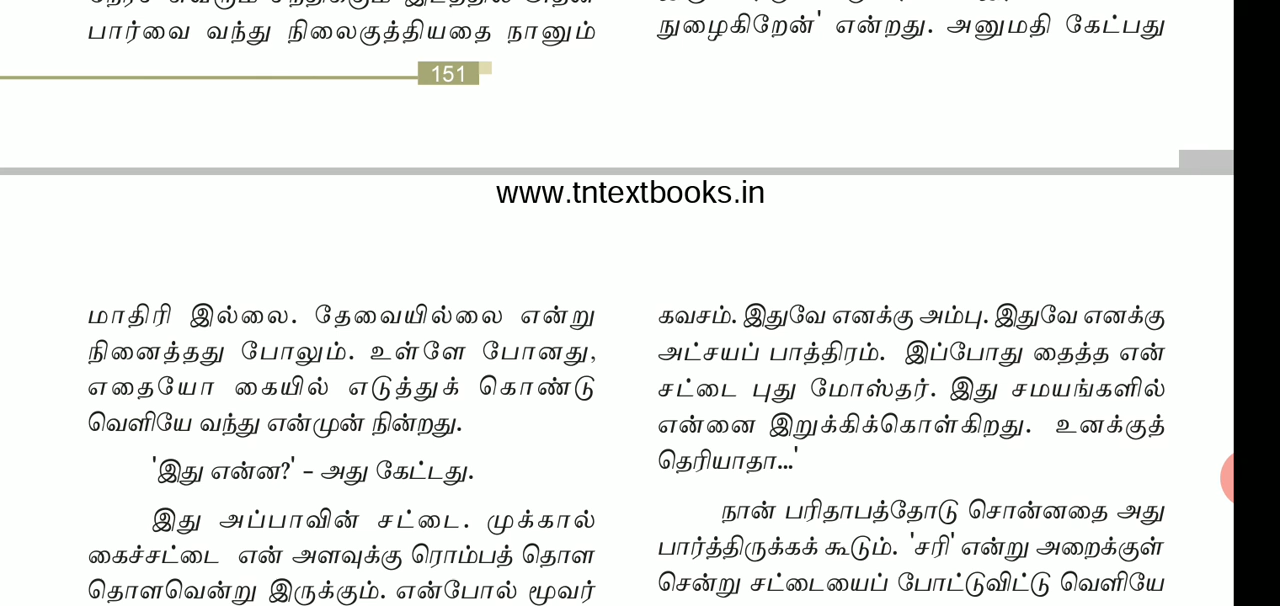 பார்வை வந்து நிலைகுத்தியதை நானும்
நுழைகிறேன்' என்றது. அனுமதி கேட்பது
151
www.tntextbooks.in
மாதிரி இல்லை. தேவையில்லை என்று
நினைத்தது போலும். உள்ளே போனது,
எதையோ கையில் எடுத்துக் கொண்டு
வெளியே வந்து என்முன் நின்றது.
'இது என்ன?' – அது கேட்டது.
இது அப்பாவின் சட்டை. முக்கால்
கைச்சட்டை என் அளவுக்கு ரொம்பத் தொள
தொளவென்று இருக்கும். என்போல் மூவர்
கவசம். இதுவே எனக்கு அம்பு. இதுவே எனக்கு
அட்சயப் பாத்திரம். இப்போது தைத்த என்
சட்டை புது மோஸ்தர். இது சமயங்களில்
என்னை இறுக்கிக்கொள்கிறது. உனக்குத்
தெரியாதா...'
நான் பரிதாபத்தோடு சொன்னதை அது
பார்த்திருக்கக் கூடும். 'சரி' என்று அறைக்குள்
சென்று சட்டையைப் போட்டுவிட்டு வெளியே